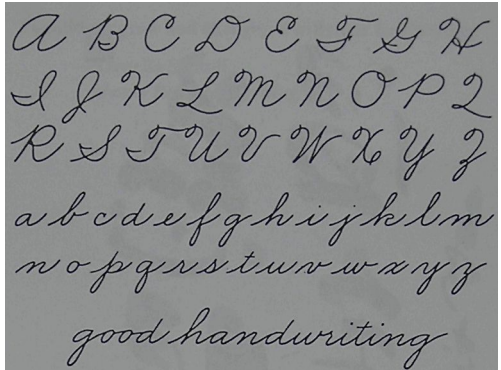 A B C D E F G H
I J K L M N O P Q
R S T U V W X Y Z
a b c d e f g h i j k l m
n o p q r s t u v w x y z
good handwriting